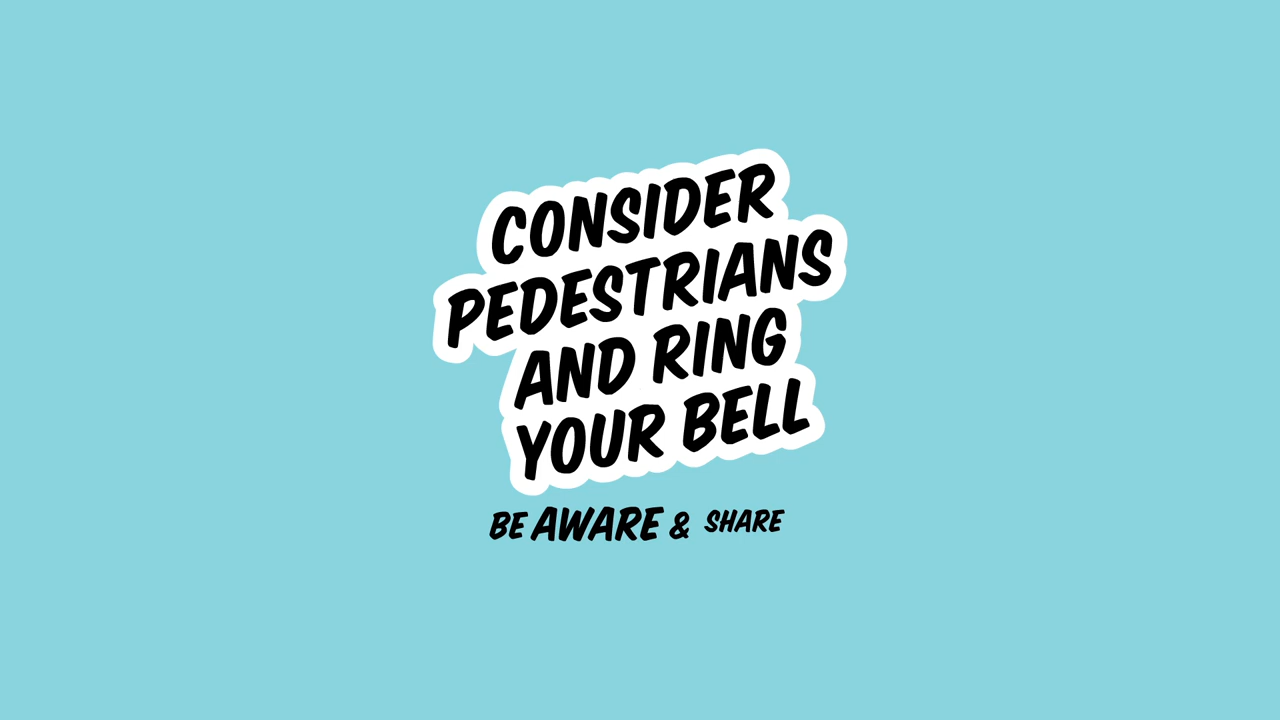 CONSIDER
PEDESTRIANS
AND RING
YOUR BELL
BE AWARE & SHARE